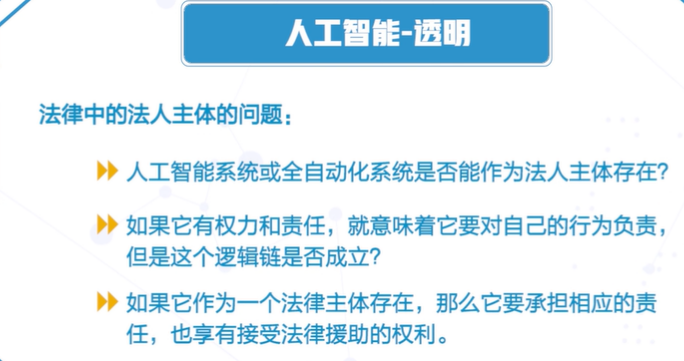 人工智能-透明
法律中的法人主体的问题：
人工智能系统或全自动化系统是否能作为法人主体存在?
如果它有权力和责任，就意味着它要对自己的行为负责，
但是这个逻辑链是否成立?
如果它作为一个法律主体存在，那么它要承担相应的责
任，也享有接受法律援助的权利。